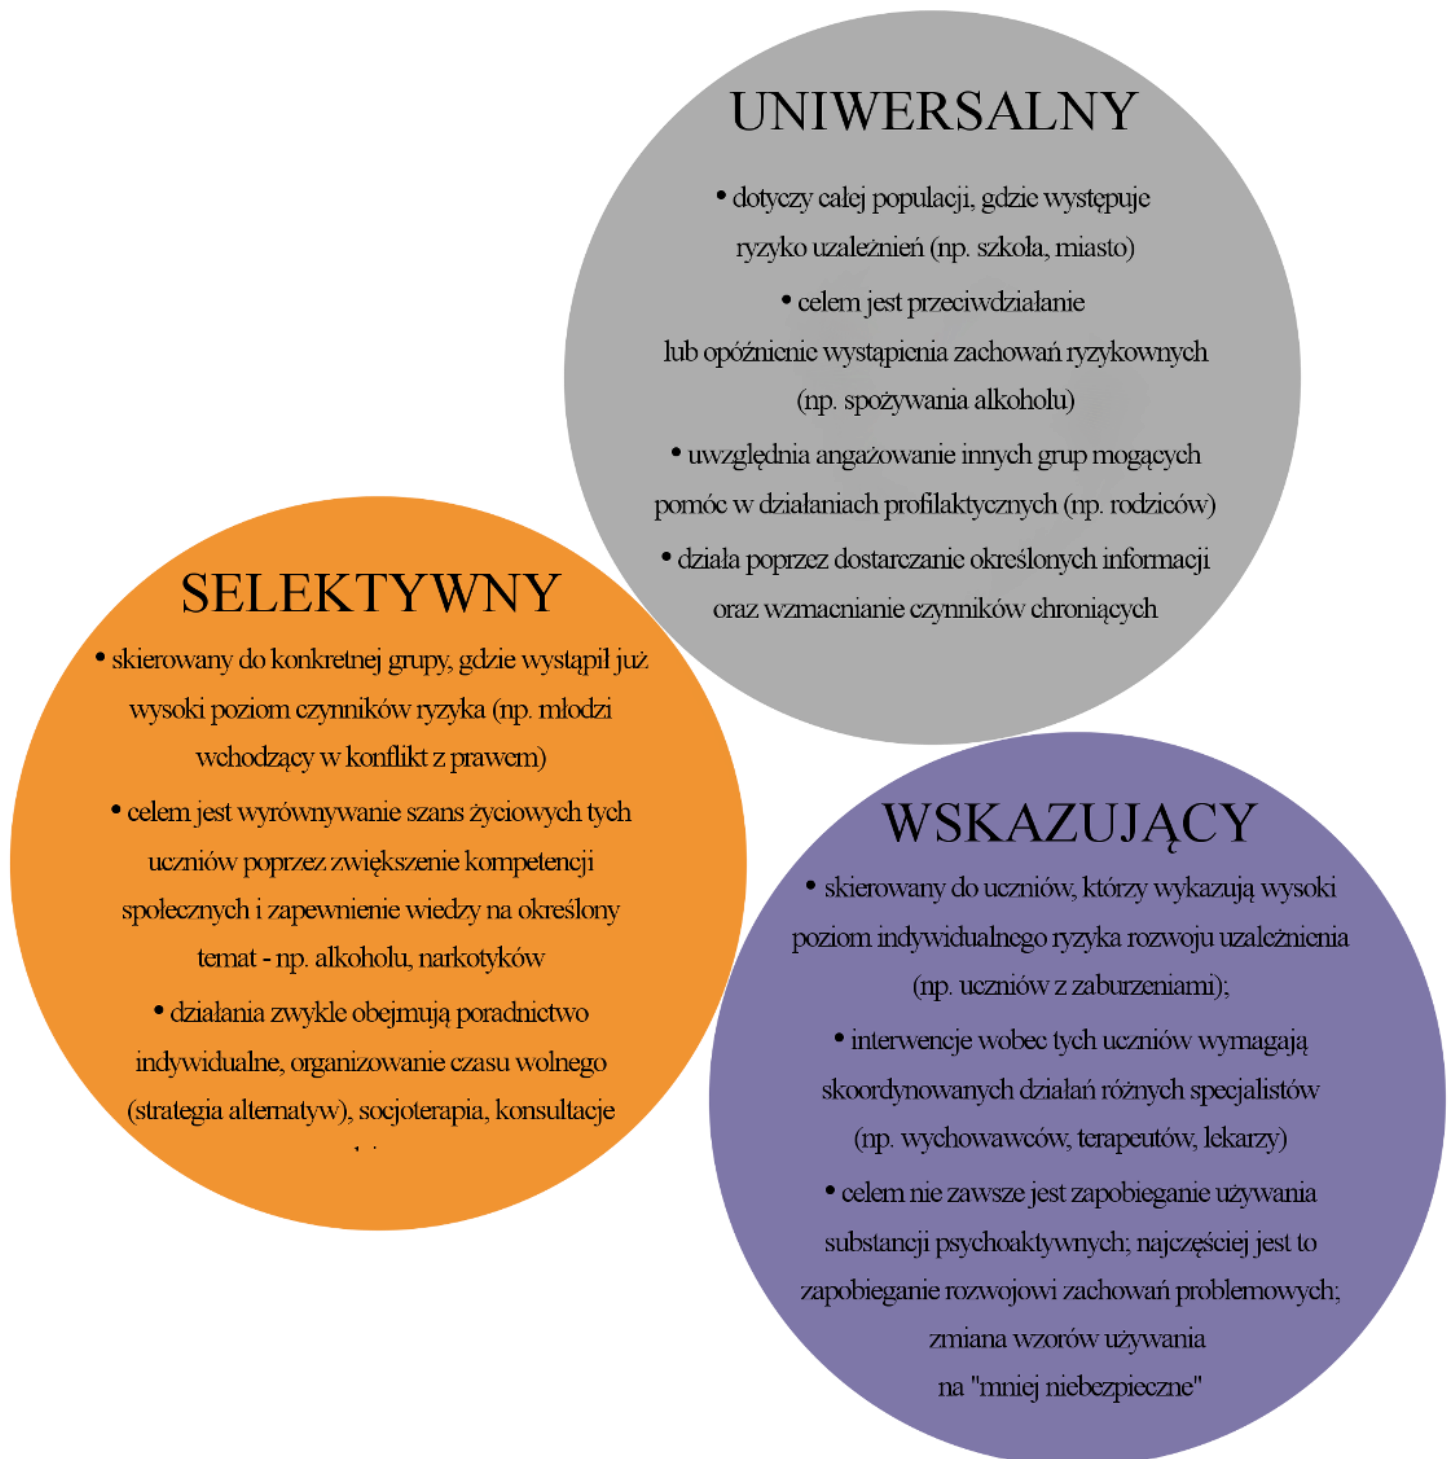 UNIWERSALNY
• dotyczy całej populacji, gdzie występuje
ryzyko uzależnień (np. szkoła, miasto)
• celem jest przeciwdziałanie
lub opóźnienie wystąpienia zachowań ryzykownych
(np. spożywania alkoholu)
• uwzględnia angażowanie innych grup mogących
pomóc w działaniach profilaktycznych (np. rodziców)
• działa poprzez dostarczanie określonych informacji
oraz wzmacnianie czynników chroniących
SELEKTYWNY
• skierowany do konkretnej grupy, gdzie wystąpił już
wysoki poziom czynników ryzyka (np. młodzi
wchodzący w konflikt z prawem)
• celem jest wyrównywanie szans życiowych tych
uczniów poprzez zwiększenie kompetencji
społecznych i zapewnienie wiedzy na określony
temat - np. alkoholu, narkotyków
• działania zwykle obejmują poradnictwo
indywidualne, organizowanie czasu wolnego
(strategia alternatyw), socjoterapia, konsultacje
WSKAZUJĄCY
• skierowany do uczniów, którzy wykazują wysoki
poziom indywidualnego ryzyka rozwoju uzależnienia
(np. uczniów z zaburzeniami);
• interwencje wobec tych uczniów wymagają
skoordynowanych działań różnych specjalistów
(np. wychowawców, terapeutów, lekarzy)
• celem nie zawsze jest zapobieganie używania
substancji psychoaktywnych; najczęściej jest to
zapobieganie rozwojowi zachowań problemowych;
zmiana wzorów używania
na "mniej niebezpieczne"